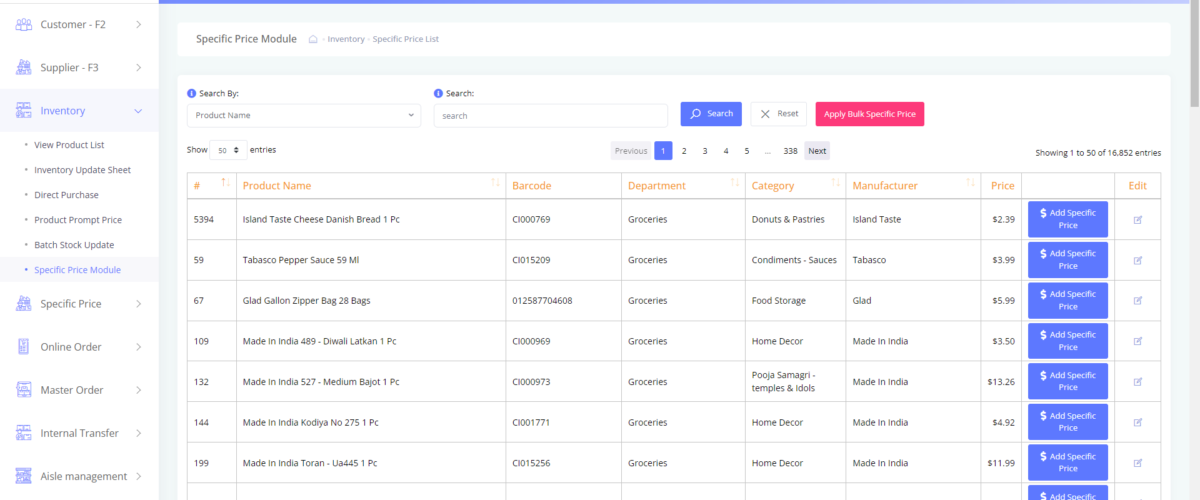 Customer - F2
Supplier - F3
Inventory
View Product List
Inventory Update Sheet
Direct Purchase
Product Prompt Price
Batch Stock Update
Specific Price Module
Specific Price
Online Order
Master Order
Internal Transfer
Aisle management
Specific Price Module - Inventory - Specific Price List
Search By: Search:
Product Name search Search Reset Apply Bulk Specific Price
Show 50 entries Previous 1 2 3 4 5 ... 338 Next Showing 1 to 50 of 16,852 entries
# Product Name Barcode Department Category Manufacturer Price Edit
5394 Island Taste Cheese Danish Bread 1 Pc CI000769 Groceries Donuts & Pastries Island Taste $2.39 $ Add Specific
Price
59 Tabasco Pepper Sauce 59 Ml CI015209 Groceries Condiments - Sauces Tabasco $3.99 $ Add Specific
Price
67 Glad Gallon Zipper Bag 28 Bags 012587704608 Groceries Food Storage Glad $5.99 $ Add Specific
Price
109 Made In India 489 - Diwali Latkan 1 Pc CI000969 Groceries Home Decor Made In India $3.50 $ Add Specific
Price
132 Made In India 527 - Medium Bajot 1 Pc CI000973 Groceries Pooja Samagri -
temples & Idols Made In India $13.26 $ Add Specific
Price
144 Made In India Kodiya No 275 1 Pc CI001771 Groceries Home Decor Made In India $4.92 $ Add Specific
Price
199 Made In India Toran - Ua445 1 Pc CI015256 Groceries Home Decor Made In India $11.99 $ Add Specific
Price
$ Add Specific